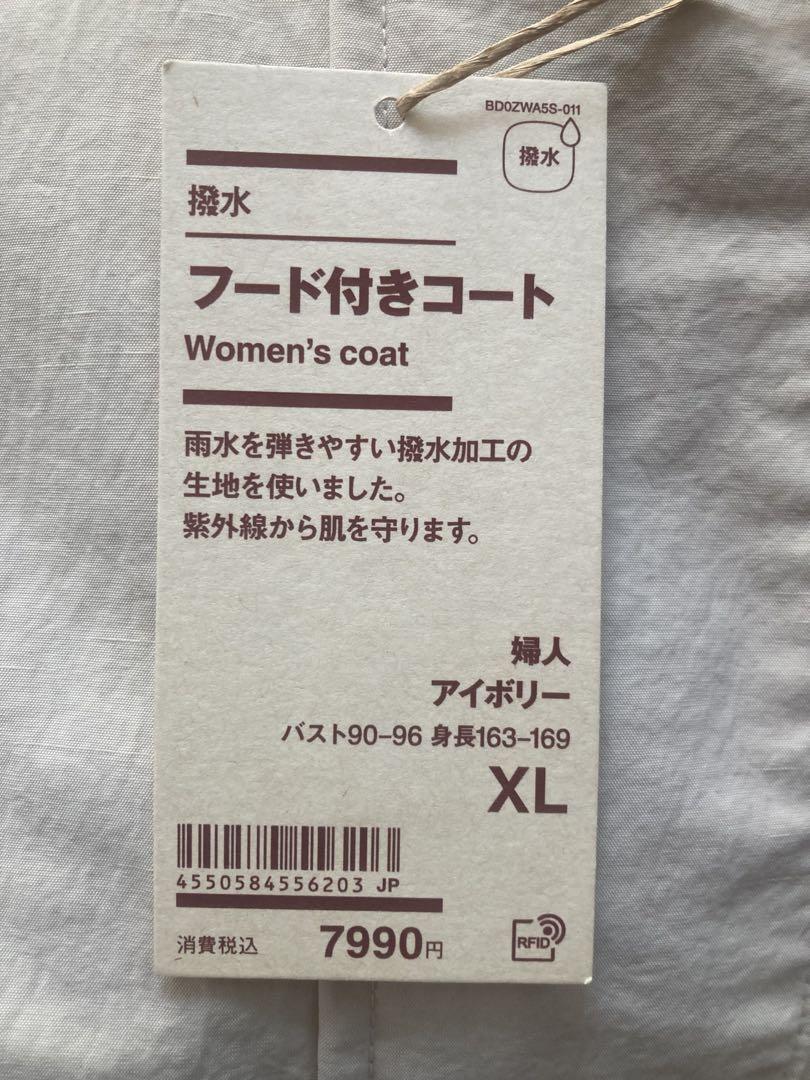 BD0ZWA5S-011
撥水
撥水
フード付きコート
Women's coat
雨水を弾きやすい撥水加工の
生地を使いました。
紫外線から肌を守ります。
婦人
アイボリー
バスト90–96 身長163–169
XL
4550584556203 JP
消費税込 7990円
RFID